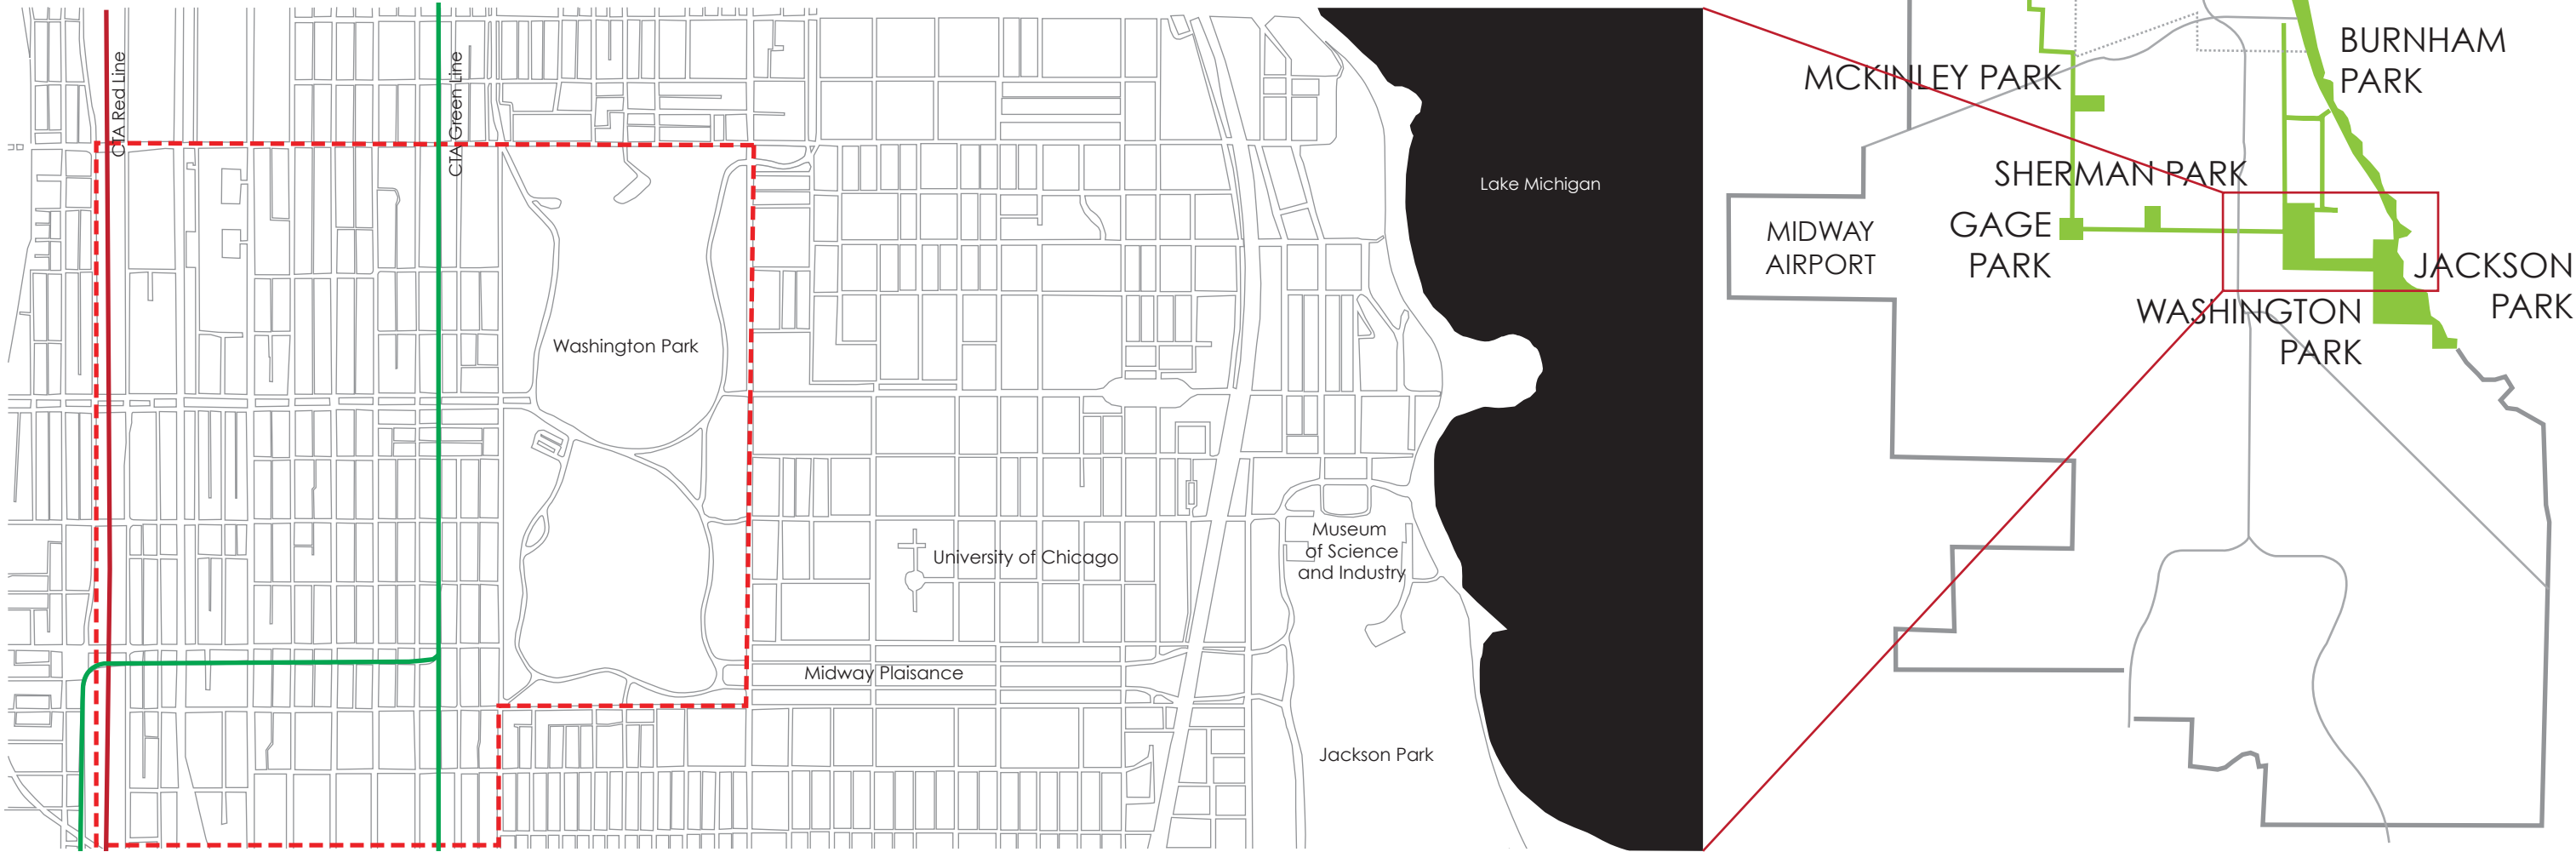 CTA Red Line
CTA Green Line
Washington Park
University of Chicago
Midway Plaisance
Museum
of Science
and Industry
Jackson Park
Lake Michigan
BURNHAM
PARK
MCKINLEY PARK
SHERMAN PARK
MIDWAY
AIRPORT
GAGE
PARK
JACKSON
PARK
WASHINGTON
PARK